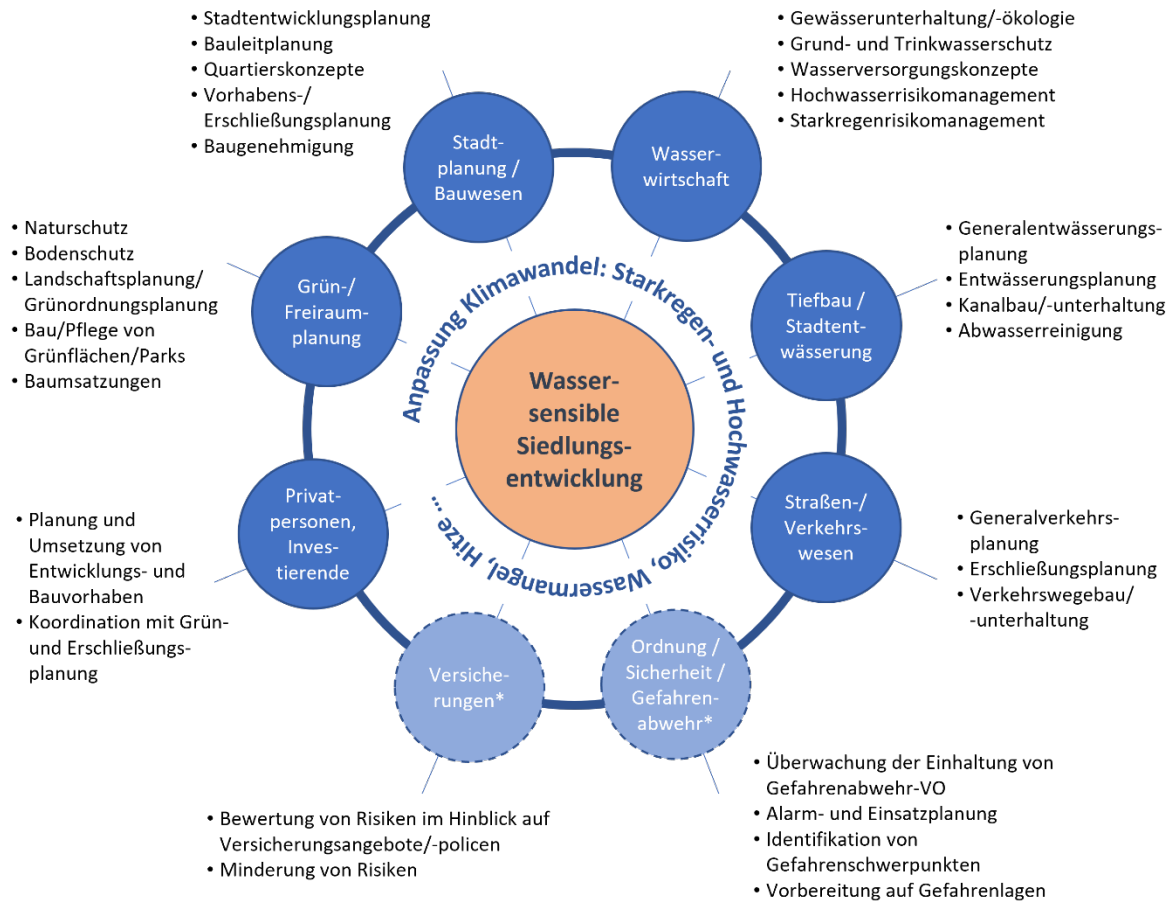 • Stadtentwicklungsplanung
• Bauleitplanung
• Quartierskonzepte
• Vorhabens-/
Erschließungsplanung
• Baugenehmigung
• Gewässerunterhaltung/-ökologie
• Grund- und Trinkwasserschutz
• Wasserversorgungskonzepte
• Hochwasserrisikomanagement
• Starkregenrisikomanagement
Stadt-
planung /
Bauwesen
Wasser-
wirtschaft
• Naturschutz
• Bodenschutz
• Landschaftsplanung/
Grünordnungsplanung
• Bau/Pflege von
Grünflächen/Parks
• Baumsatzungen
Grün-/
Freiraum-
planung
Tiefbau /
Stadtent-
wässerung
• Generalentwässerungs-
planung
• Entwässerungsplanung
• Kanalbau/-unterhaltung
• Abwasserreinigung
Anpassung Klimawandel: Starkregen- und Hochwasserrisiko, Wassermangel, Hitze ...
Wasser-
sensible
Siedlungs-
entwicklung
• Planung und
Umsetzung von
Entwicklungs- und
Bauvorhaben
• Koordination mit Grün-
und Erschließungs-
planung
Privat-
personen,
Inves-
tierende
Straßen-/
Verkehrs-
wesen
• Generalverkehrs-
planung
• Erschließungsplanung
• Verkehrswegebau/
-unterhaltung
Versiche-
rungen*
Ordnung /
Sicherheit /
Gefahren-
abwehr*
• Bewertung von Risiken im Hinblick auf
Versicherungsangebote/-policen
• Minderung von Risiken
• Überwachung der Einhaltung von
Gefahrenabwehr-VO
• Alarm- und Einsatzplanung
• Identifikation von
Gefahrenschwerpunkten
• Vorbereitung auf Gefahrenlagen